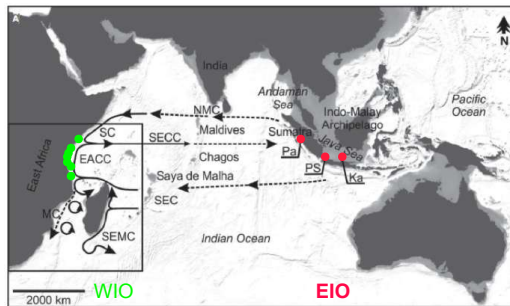 A
N
India
Andaman
Sea
Pacific
Ocean
NMC
Indo-Malay
Archipelago
SC
Maldives
Sumatra
SECC
Java Sea
East Africa
EACC
Chagos
Pa
Saya de Malha
PS
Ka
MC
SEC
SEMC
Indian Ocean
2000 km
WIO
EIO